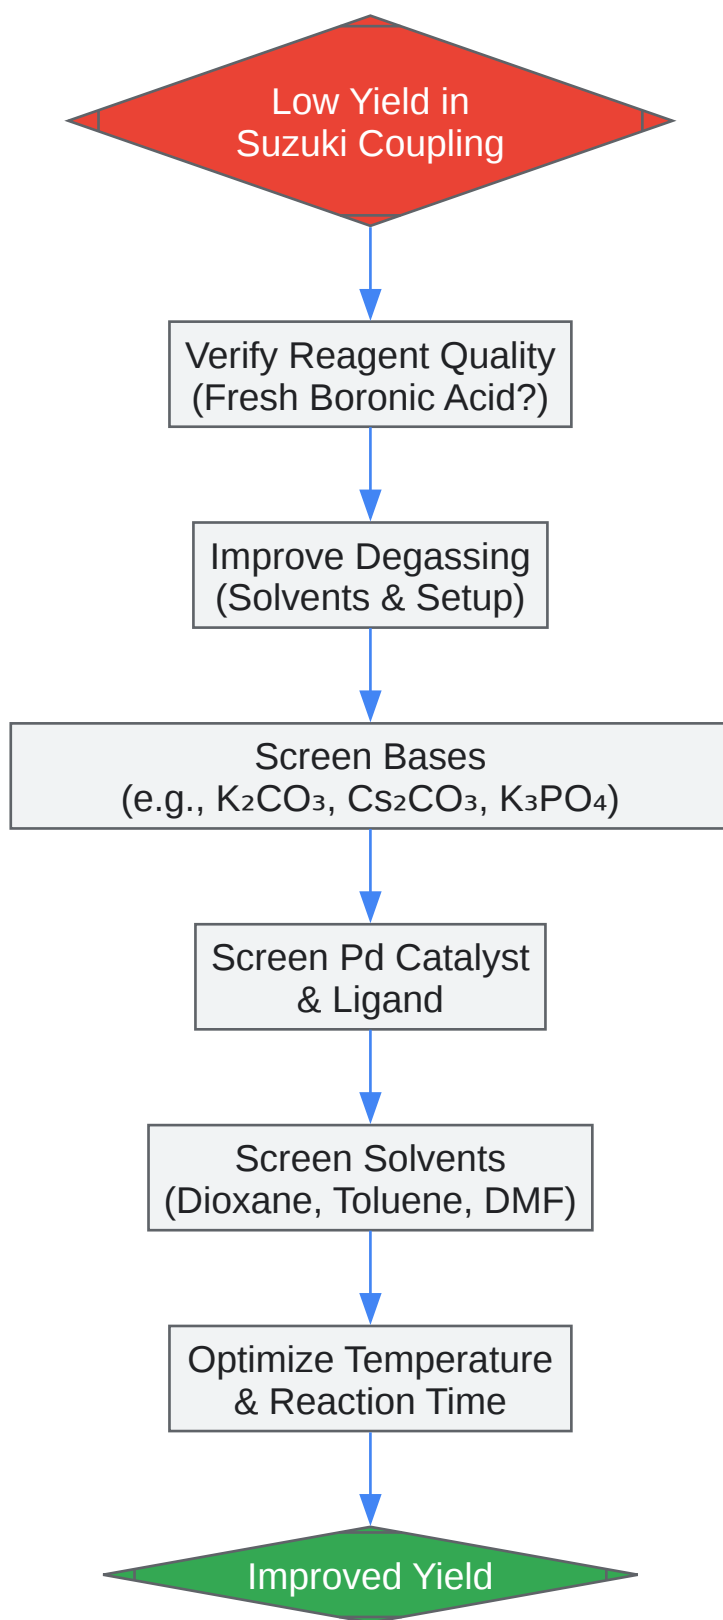 Low Yield in
Suzuki Coupling
Verify Reagent Quality
(Fresh Boronic Acid?)
Improve Degassing
(Solvents & Setup)
Screen Bases
(e.g., K₂CO₃, Cs₂CO₃, K₃PO₄)
Screen Pd Catalyst
& Ligand
Screen Solvents
(Dioxane, Toluene, DMF)
Optimize Temperature
& Reaction Time
Improved Yield